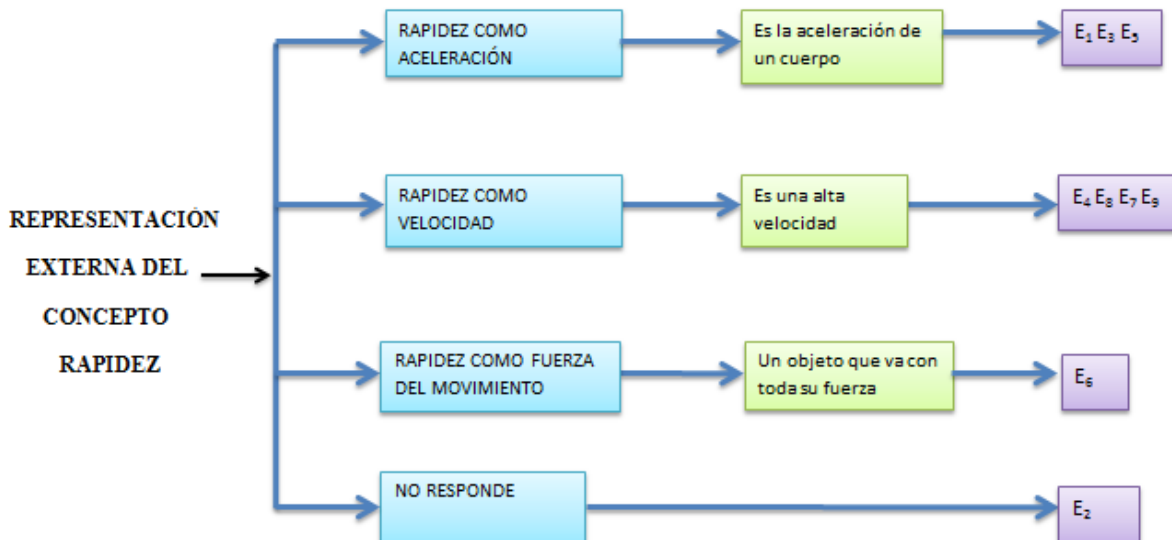 RAPIDEZ COMO
ACELERACIÓN
Es la aceleración de
un cuerpo
E₁ E₃ E₅
REPRESENTACIÓN
EXTERNA DEL
CONCEPTO
RAPIDEZ
RAPIDEZ COMO
VELOCIDAD
Es una alta
velocidad
E₄ E₈ E₇ E₉
RAPIDEZ COMO FUERZA
DEL MOVIMIENTO
Un objeto que va con
toda su fuerza
E₆
NO RESPONDE
E₂